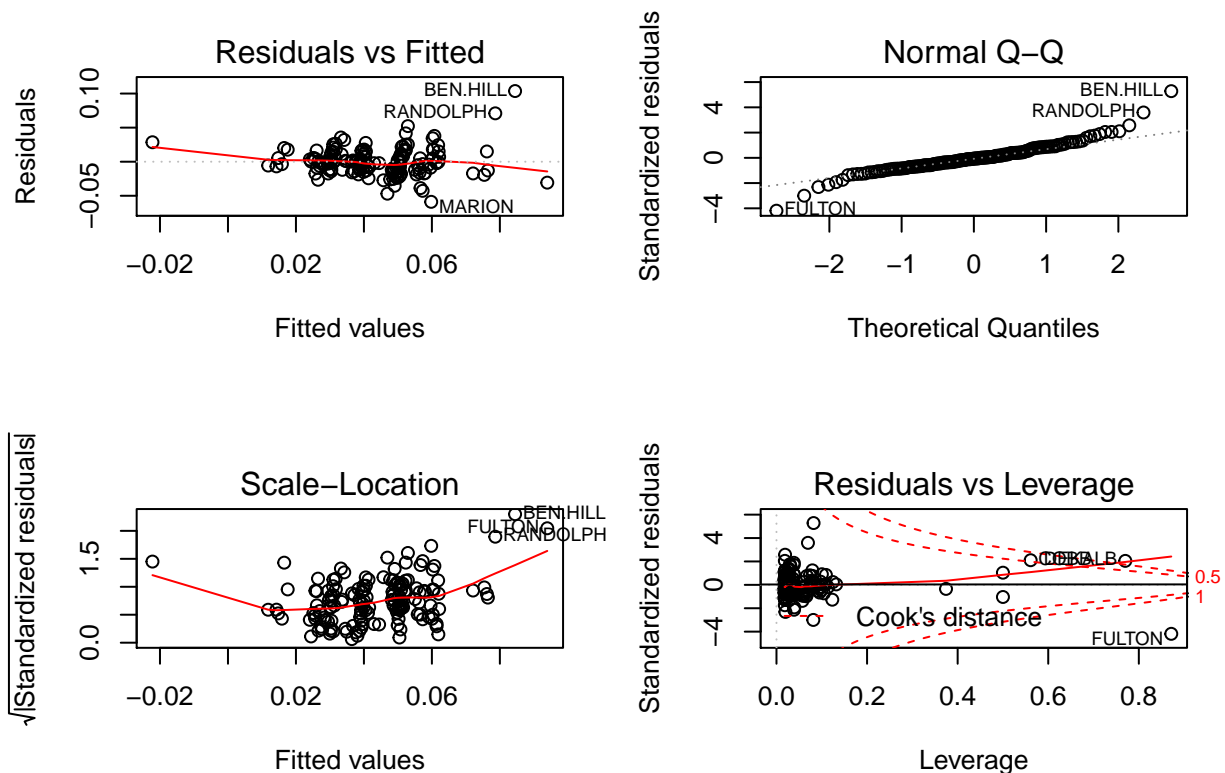 Residuals vs Fitted
Residuals
0.10
−0.05
BEN.HILL
RANDOLPH
MARION
−0.02 0.02 0.06
Fitted values
Normal Q−Q
Standardized residuals
4
0
−4
BEN.HILL
RANDOLPH
FULTON
−2 −1 0 1 2
Theoretical Quantiles
Scale−Location
√|Standardized residuals|
1.5
0.0
BEN.HILL
FULTON
RANDOLPH
−0.02 0.02 0.06
Fitted values
Residuals vs Leverage
Standardized residuals
4
0
−4
COBB
DEKALB
0.5
1
Cook's distance
FULTON
0.0 0.2 0.4 0.6 0.8
Leverage